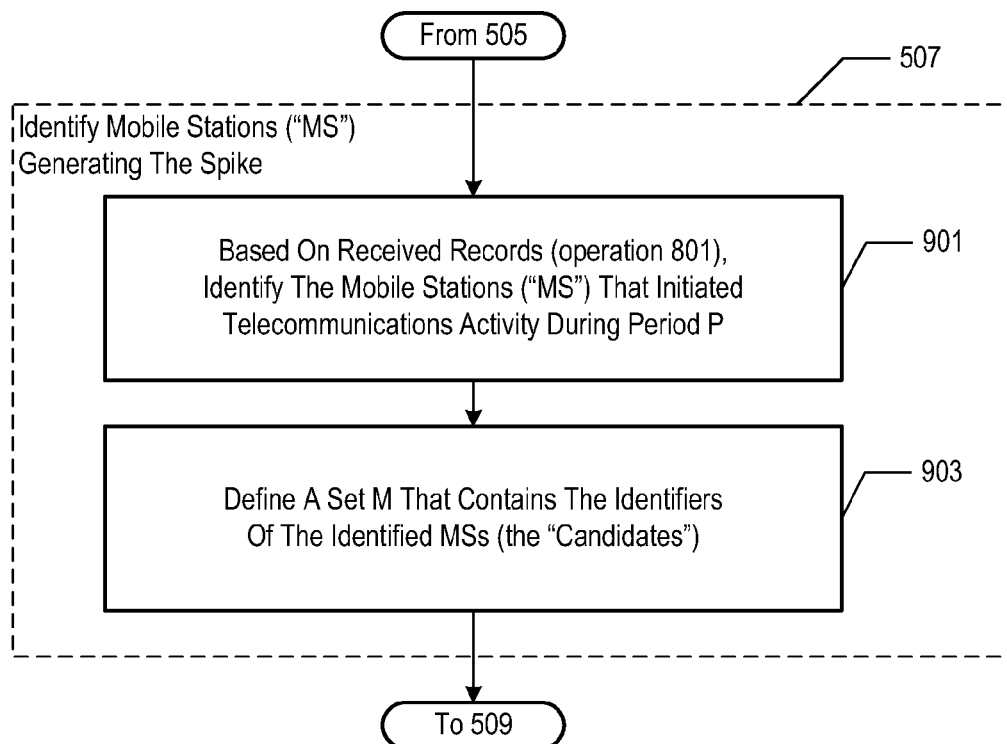 From 505
507
Identify Mobile Stations (“MS”)
Generating The Spike
Based On Received Records (operation 801),
Identify The Mobile Stations (“MS”) That Initiated
Telecommunications Activity During Period P
901
Define A Set M That Contains The Identifiers
Of The Identified MSs (the “Candidates”)
903
To 509